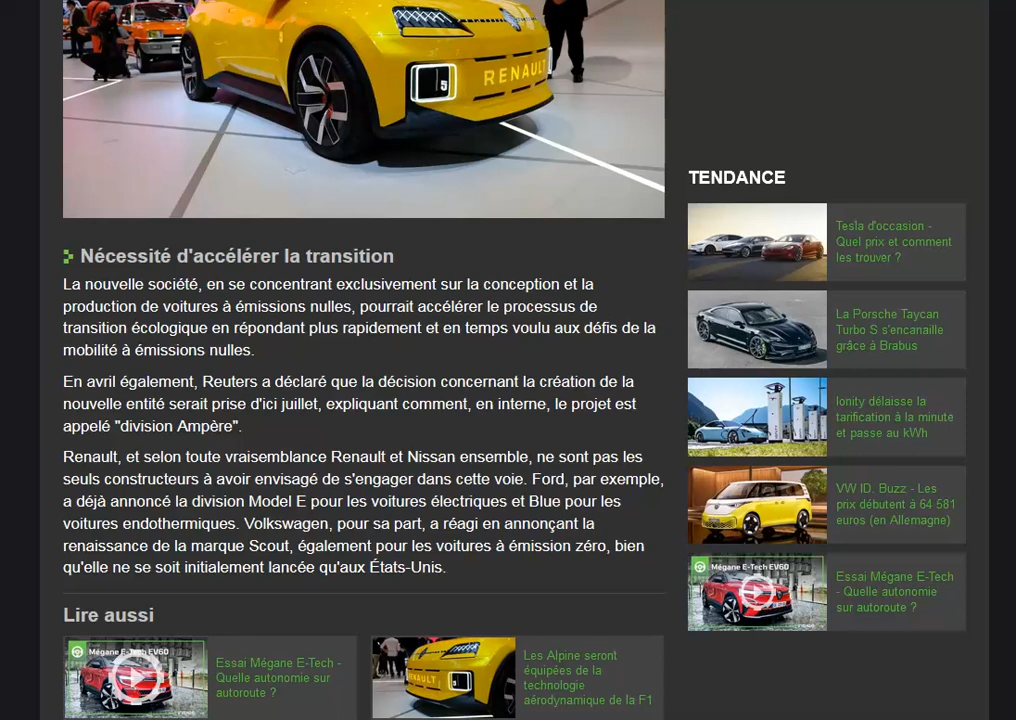 RENAULT
5
Nécessité d'accélérer la transition
La nouvelle société, en se concentrant exclusivement sur la conception et la
production de voitures à émissions nulles, pourrait accélérer le processus de
transition écologique en répondant plus rapidement et en temps voulu aux défis de la
mobilité à émissions nulles.
En avril également, Reuters a déclaré que la décision concernant la création de la
nouvelle entité serait prise d'ici juillet, expliquant comment, en interne, le projet est
appelé "division Ampère".
Renault, et selon toute vraisemblance Renault et Nissan ensemble, ne sont pas les
seuls constructeurs à avoir envisagé de s'engager dans cette voie. Ford, par exemple,
a déjà annoncé la division Model E pour les voitures électriques et Blue pour les
voitures endothermiques. Volkswagen, pour sa part, a réagi en annonçant la
renaissance de la marque Scout, également pour les voitures à émission zéro, bien
qu'elle ne se soit initialement lancée qu'aux États-Unis.
Lire aussi
Mégane E-Tech EV60
Essai Mégane E-Tech -
Quelle autonomie sur
autoroute ?
RENAULT
Les Alpine seront
équipées de la
technologie
aérodynamique de la F1
TENDANCE
Tesla d'occasion -
Quel prix et comment
les trouver ?
La Porsche Taycan
Turbo S s'encanaille
grâce à Brabus
Ionity délaisse la
tarification à la minute
et passe au kWh
VW ID. Buzz - Les
prix débutent à 64 581
euros (en Allemagne)
Mégane E-Tech EV60
Essai Mégane E-Tech
- Quelle autonomie
sur autoroute ?